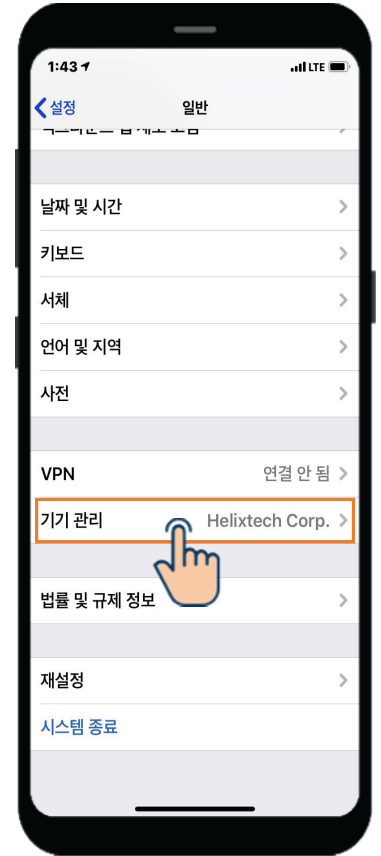 1:43 LTE
설정 일반
날짜 및 시간
키보드
서체
언어 및 지역
사전
VPN 연결 안 됨
기기 관리 Helixtech Corp.
법률 및 규제 정보
재설정
시스템 종료